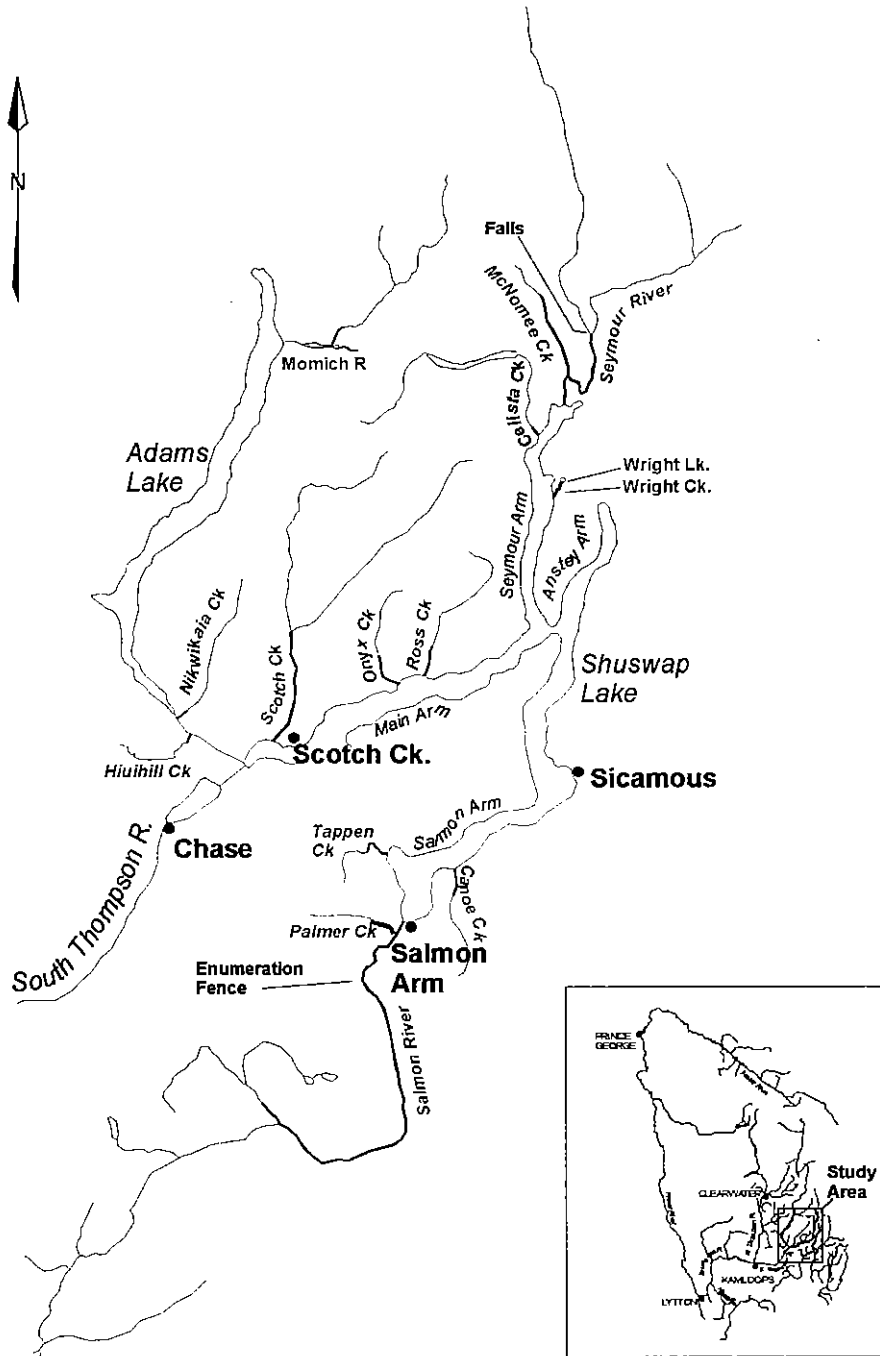 N
Falls
McNomee Ck
Seymour River
Momich R
Celista Ck
Adams
Lake
Wright Lk.
Wright Ck.
Seymour Arm
Anstey Arm
Nikwikwaia Ck
Onyx Ck
Ross Ck
Scotch Ck
Shuswap
Lake
Main Arm
Scotch Ck.
Hiuihill Ck
Sicamous
Salmon Arm
Tappen
Ck
Chase
Canoe Ck
South Thompson R.
Palmer Ck
Salmon
Arm
Enumeration
Fence
Salmon River
PRINCE
GEORGE
Study
Area
CLEARWATER
KAMLOOPS
LYTTON